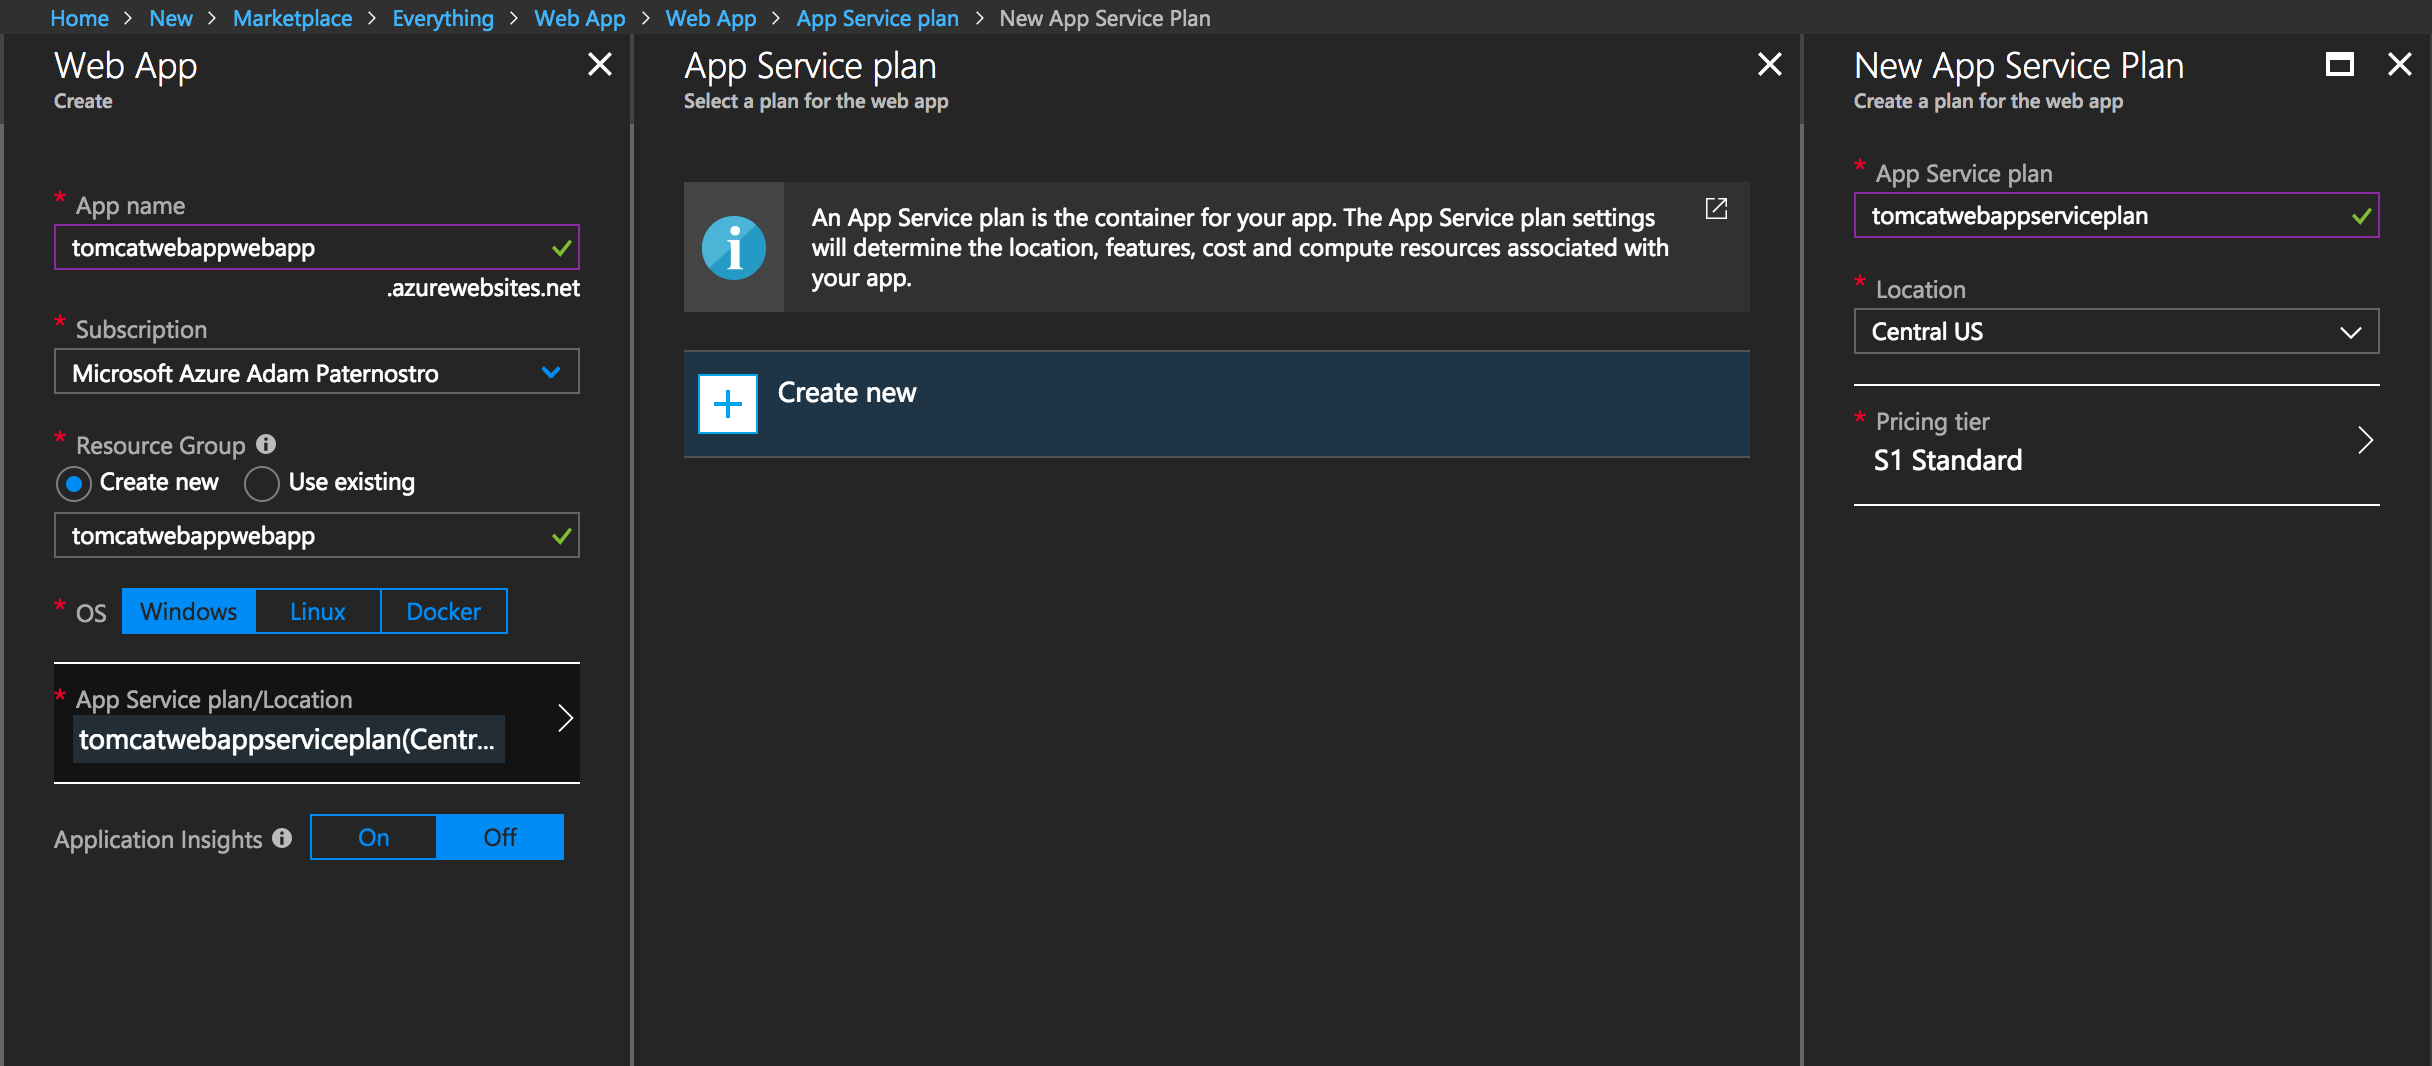 Home > New > Marketplace > Everything > Web App > Web App > App Service plan > New App Service Plan
Web App
Create
* App name
tomcatwebappwebapp
.azurewebsites.net
* Subscription
Microsoft Azure Adam Paternostro
* Resource Group
Create new Use existing
tomcatwebappwebapp
* OS Windows Linux Docker
* App Service plan/Location
tomcatwebappserviceplan(Centr...
Application Insights On Off
App Service plan
Select a plan for the web app
An App Service plan is the container for your app. The App Service plan settings
will determine the location, features, cost and compute resources associated with
your app.
Create new
New App Service Plan
Create a plan for the web app
* App Service plan
tomcatwebappserviceplan
* Location
Central US
* Pricing tier
S1 Standard